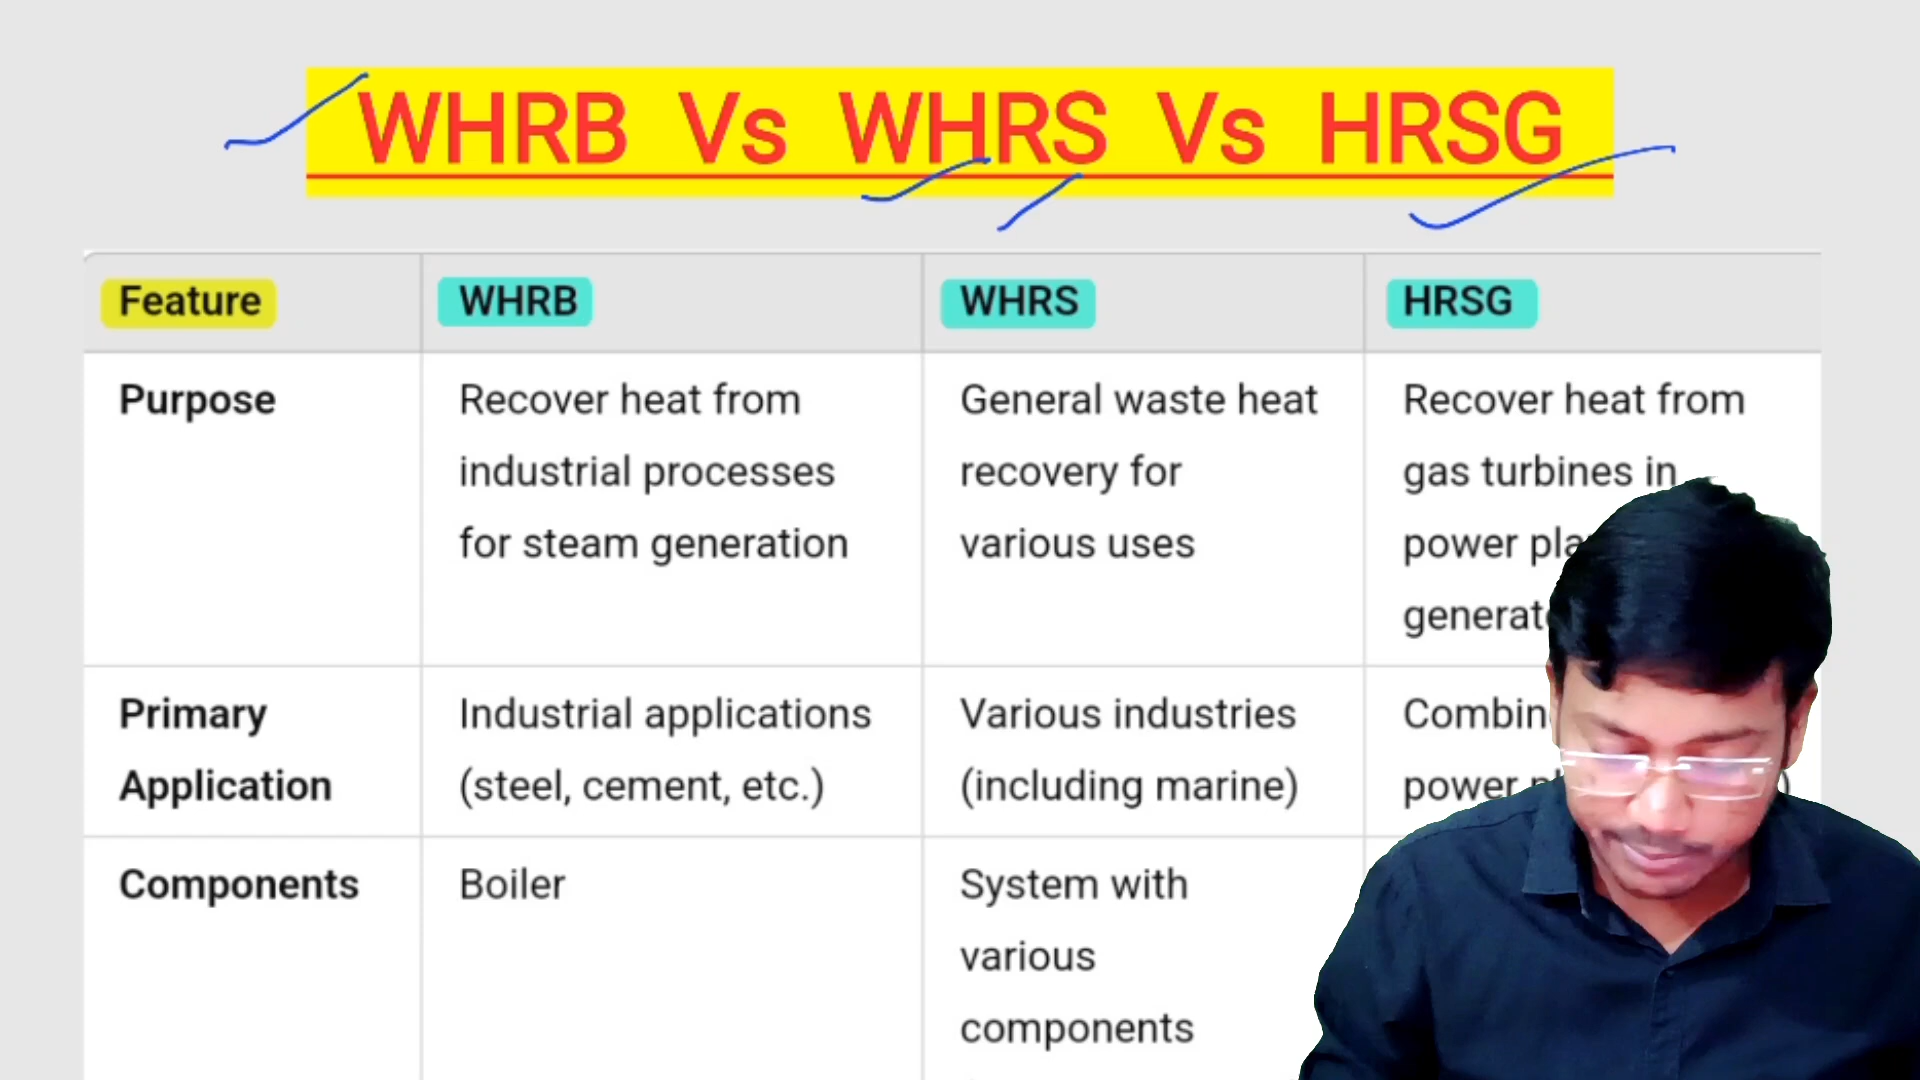 WHRB Vs WHRS Vs HRSG
Feature WHRB WHRS HRSG
Purpose Recover heat from General waste heat Recover heat from
industrial processes recovery for gas turbines in
for steam generation various uses power
Primary Industrial applications Various industries
Application (steel, cement, etc.) (including marine) power
Components Boiler System with
various
components